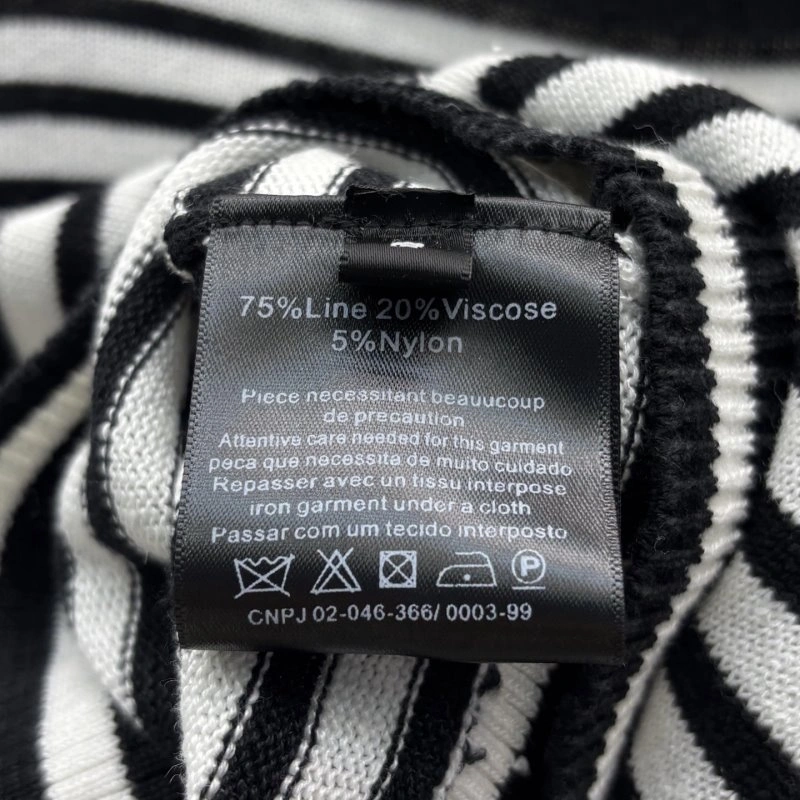 75%Line 20%Viscose
5%Nylon
Piece necessitant beauucoup
de precaution
Attentive care needed for this garment
peca que necessita de muito cuidado
Repasser avec un tissu interpose
iron garment under a cloth
Passar com um tecido interposto
P
CNPJ 02-046-366/ 0003-99